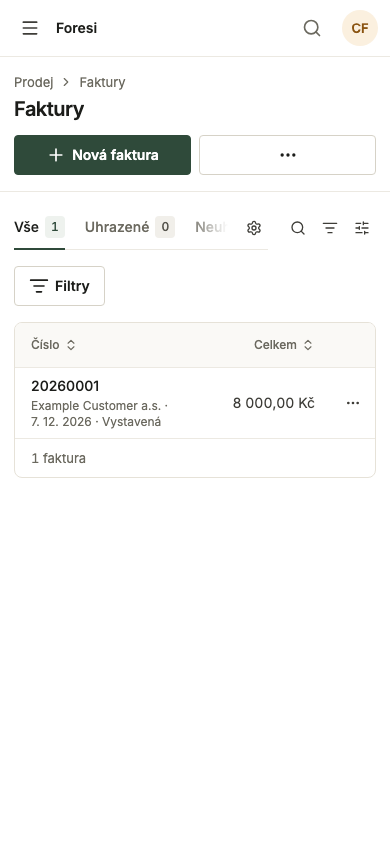 Foresi
CF
Prodej
Faktury
Faktury
Nová faktura
Vše 1
Uhrazené 0
Filtry
Číslo
Celkem
20260001
Example Customer a.s. ·
7. 12. 2026 · Vystavená
8 000,00 Kč
1 faktura